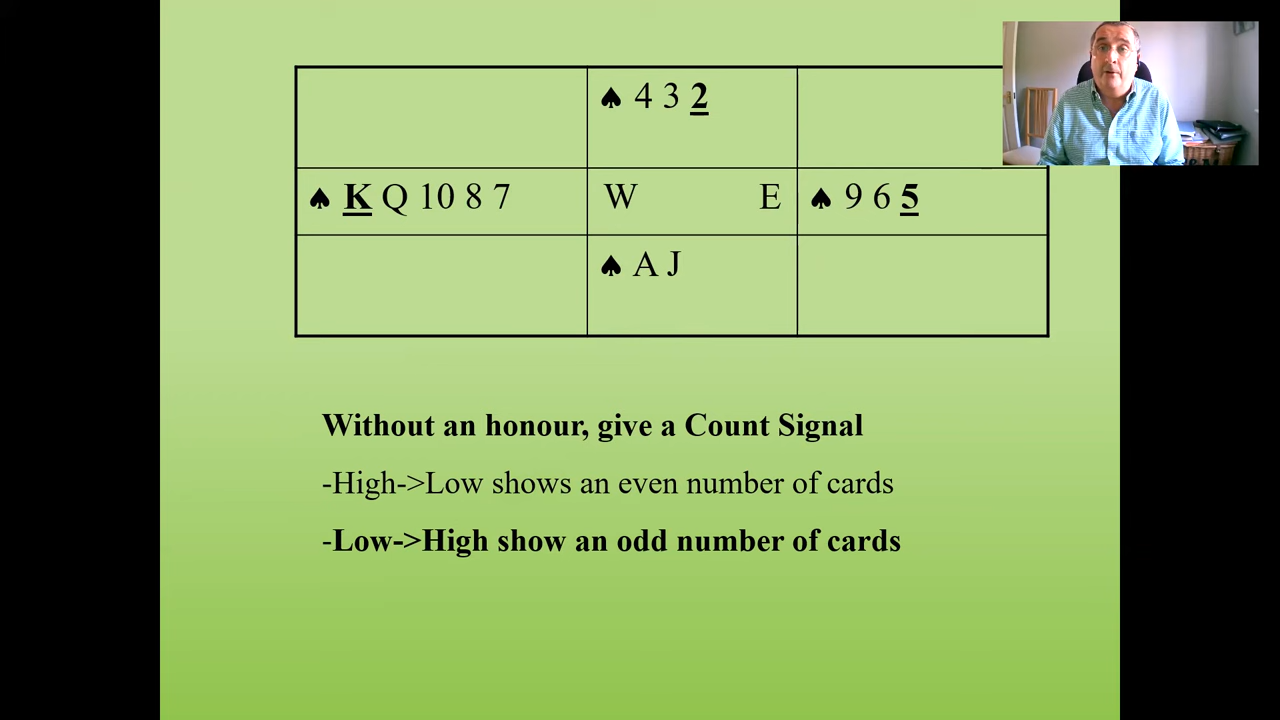 ♠ 4 3 2
♠ K Q 10 8 7 W E ♠ 9 6 5
♠ A J
Without an honour, give a Count Signal
-High->Low shows an even number of cards
-Low->High show an odd number of cards